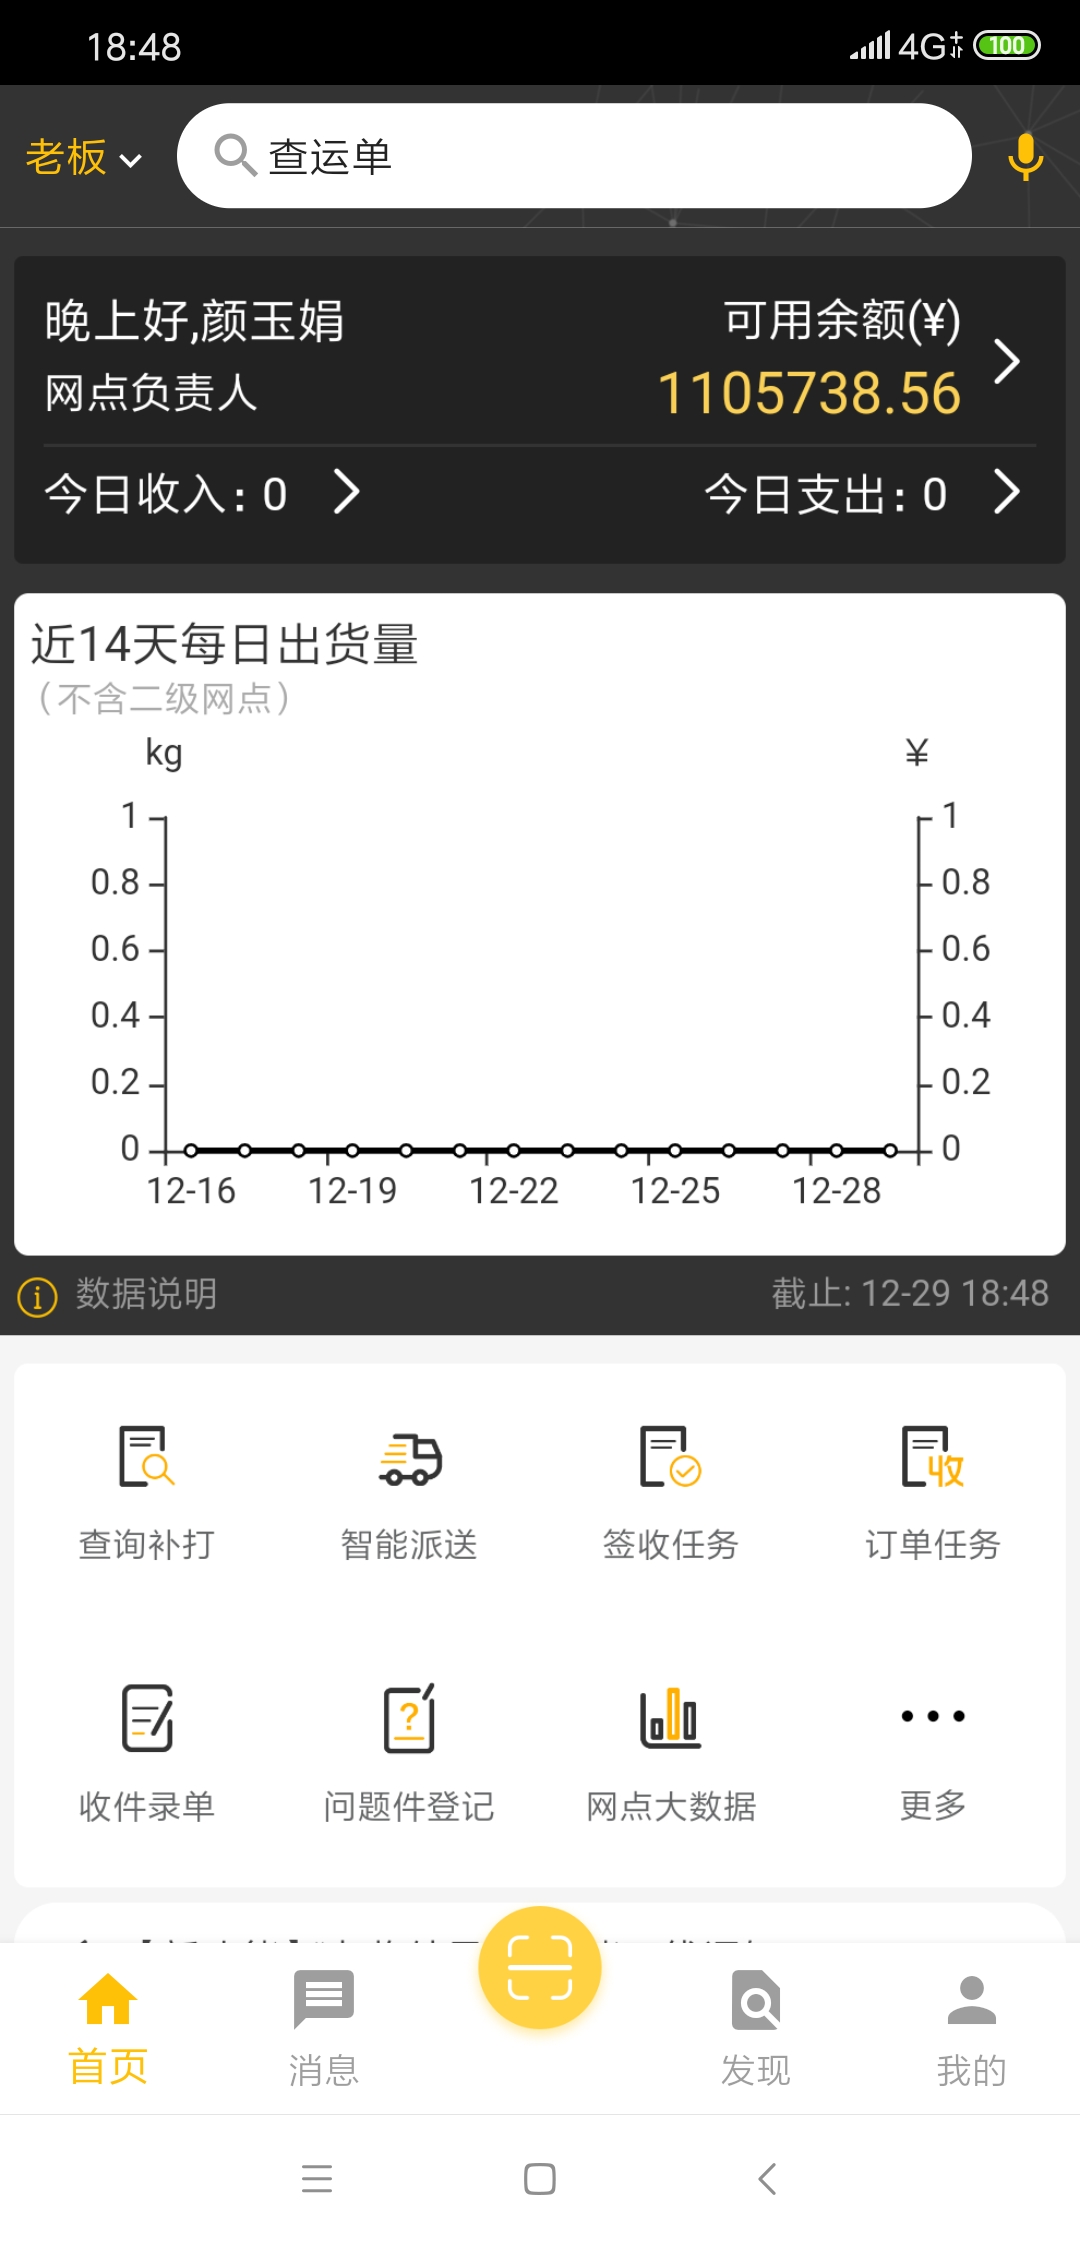 18:48
4G
100
老板
查运单
晚上好,颜玉娟
可用余额(¥)
网点负责人
1105738.56
今日收入: 0
今日支出: 0
近14天每日出货量
(不含二级网点)
kg
¥
1
1
0.8
0.8
0.6
0.6
0.4
0.4
0.2
0.2
0
0
12-16
12-19
12-22
12-25
12-28
数据说明
截止: 12-29 18:48
收
查询补打
智能派送
签收任务
订单任务
?
收件录单
问题件登记
网点大数据
更多
首页
消息
发现
我的